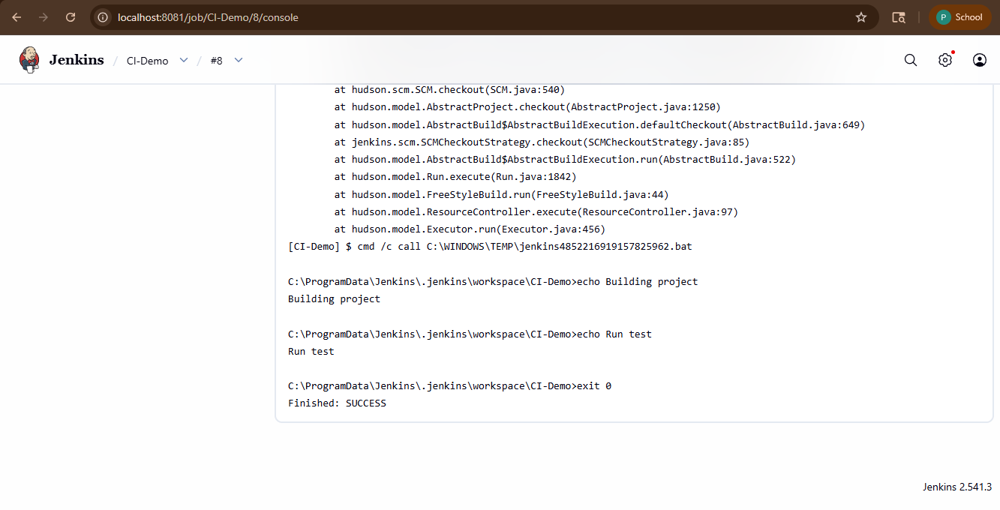 localhost:8081/job/CI-Demo/8/console
P School
Jenkins / CI-Demo / #8
at hudson.scm.SCM.checkout(SCM.java:540)
at hudson.model.AbstractProject.checkout(AbstractProject.java:1250)
at hudson.model.AbstractBuild$AbstractBuildExecution.defaultCheckout(AbstractBuild.java:649)
at jenkins.scm.SCMCheckoutStrategy.checkout(SCMCheckoutStrategy.java:85)
at hudson.model.AbstractBuild$AbstractBuildExecution.run(AbstractBuild.java:522)
at hudson.model.Run.execute(Run.java:1842)
at hudson.model.FreeStyleBuild.run(FreeStyleBuild.java:44)
at hudson.model.ResourceController.execute(ResourceController.java:97)
at hudson.model.Executor.run(Executor.java:456)
[CI-Demo] $ cmd /c call C:\WINDOWS\TEMP\jenkins4852216919157825962.bat
C:\ProgramData\Jenkins\.jenkins\workspace\CI-Demo>echo Building project
Building project
C:\ProgramData\Jenkins\.jenkins\workspace\CI-Demo>echo Run test
Run test
C:\ProgramData\Jenkins\.jenkins\workspace\CI-Demo>exit 0
Finished: SUCCESS
Jenkins 2.541.3